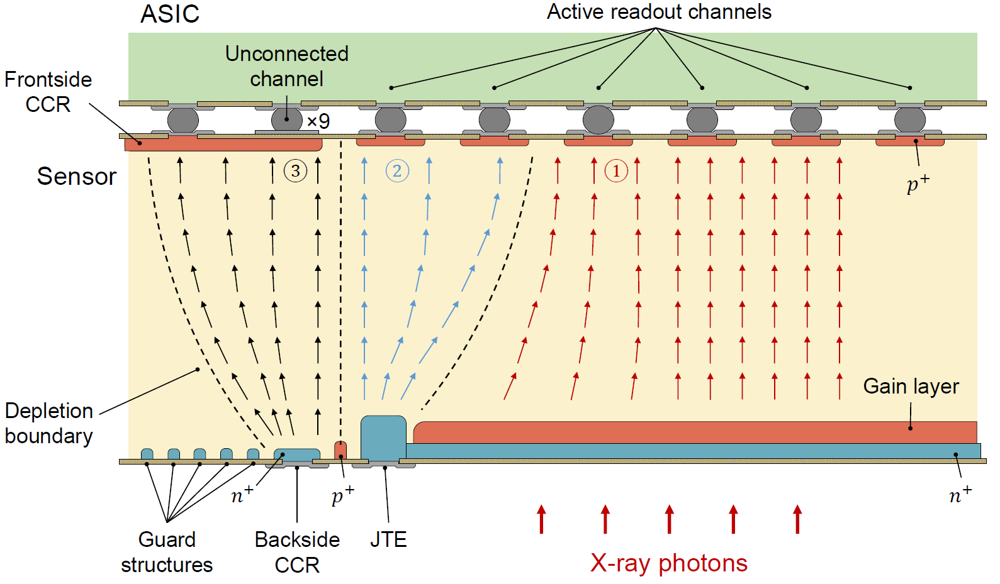 ASIC
Active readout channels
Unconnected
channel
Frontside
CCR
×9
Sensor
③
②
①
p⁺
Gain layer
Depletion
boundary
n⁺
p⁺
n⁺
Guard
structures
Backside
CCR
JTE
X-ray photons